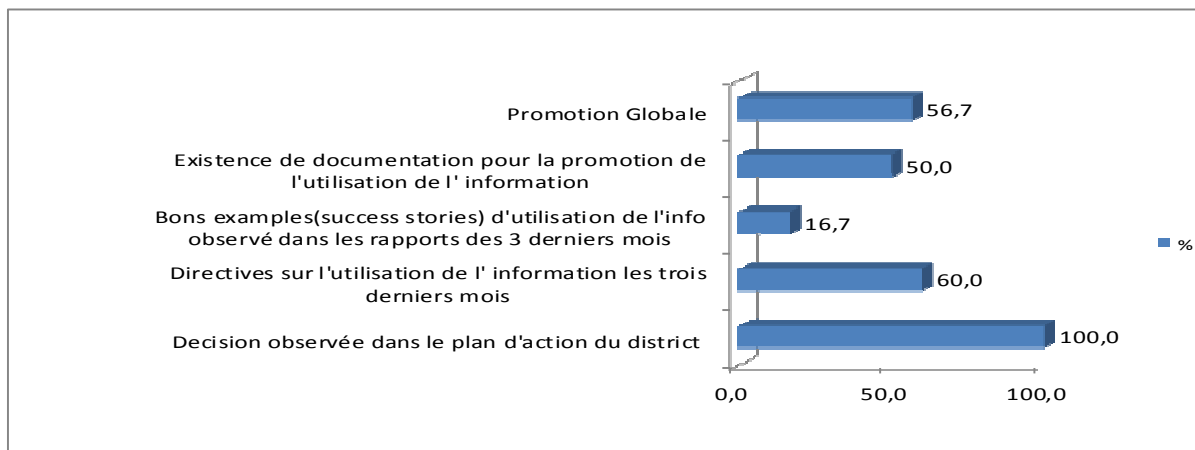 Promotion Globale
56,7
Existence de documentation pour la promotion de
l'utilisation de l' information
50,0
Bons examples(success stories) d'utilisation de l'info
observé dans les rapports des 3 derniers mois
16,7
Directives sur l'utilisation de l' information les trois
derniers mois
60,0
Decision observée dans le plan d'action du district
100,0
0,0 50,0 100,0
%